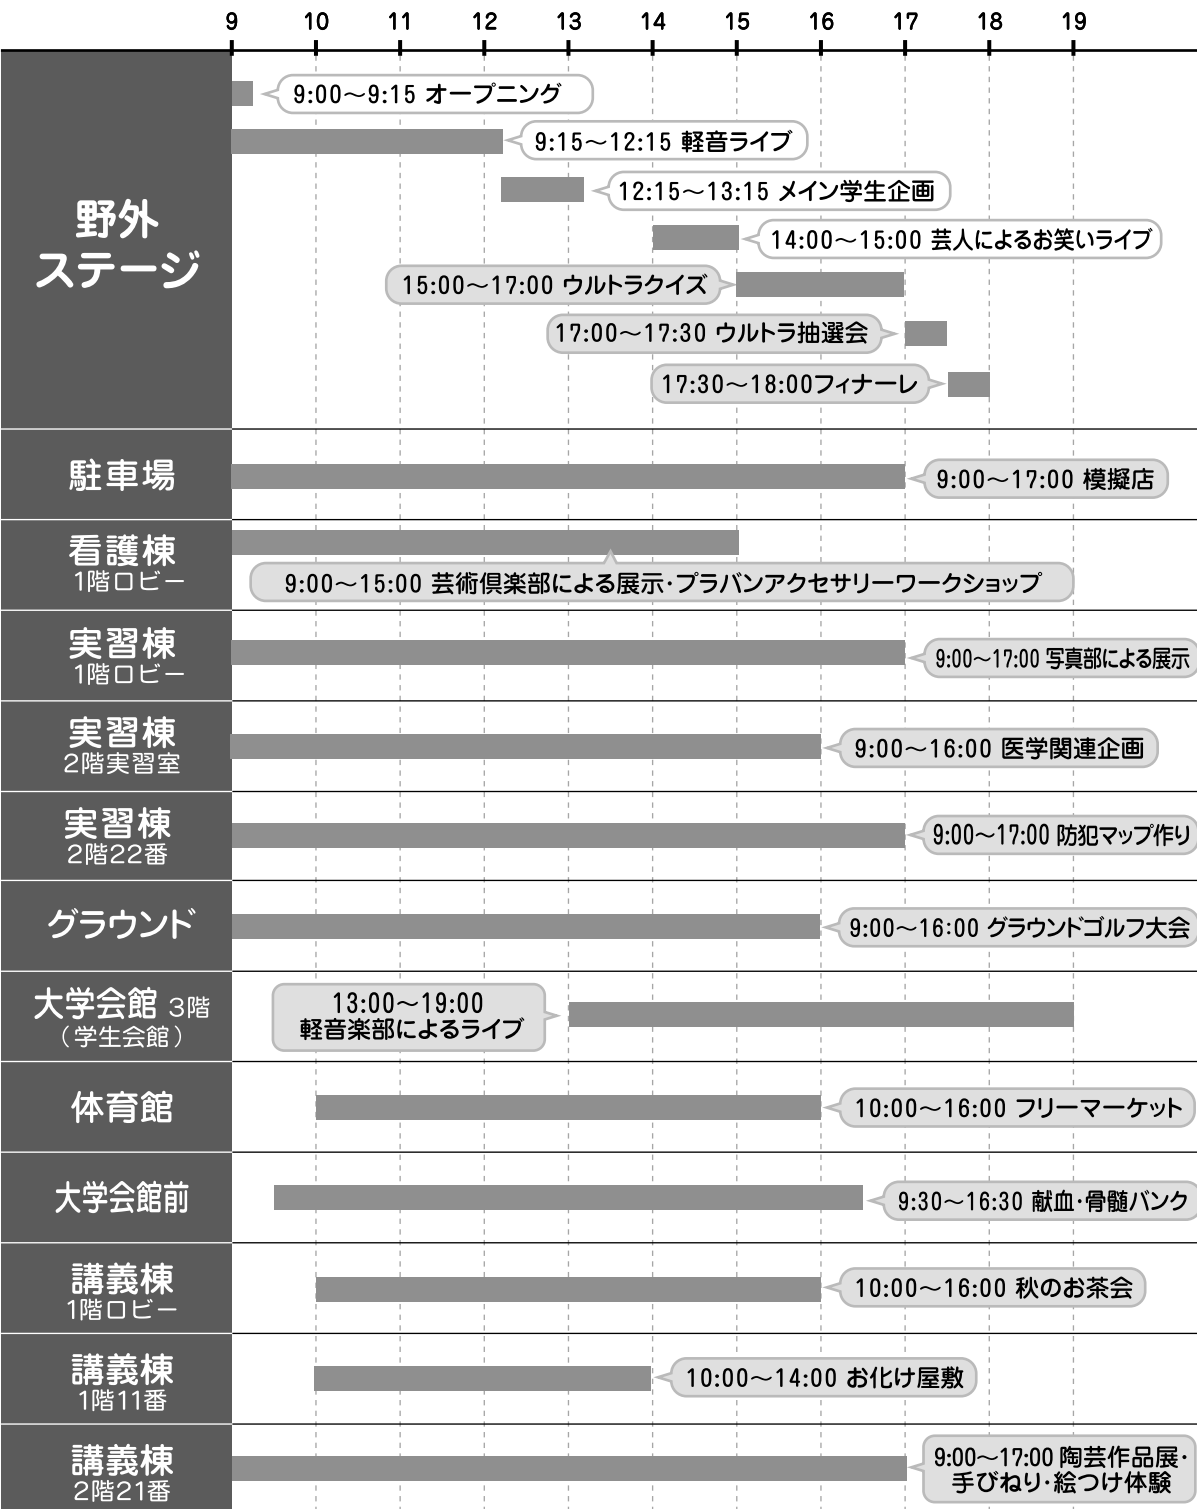 9 10 11 12 13 14 15 16 17 18 19
野外
ステージ
9:00〜9:15 オープニング
9:15〜12:15 軽音ライブ
12:15〜13:15 メイン学生企画
14:00〜15:00 芸人によるお笑いライブ
15:00〜17:00 ウルトラクイズ
17:00〜17:30 ウルトラ抽選会
17:30〜18:00フィナーレ
駐車場
9:00〜17:00 模擬店
看護棟
1階ロビー
9:00〜15:00 芸術倶楽部による展示・プラバンアクセサリーワークショップ
実習棟
1階ロビー
9:00〜17:00 写真部による展示
実習棟
2階実習室
9:00〜16:00 医学関連企画
実習棟
2階22番
9:00〜17:00 防犯マップ作り
グラウンド
9:00〜16:00 グラウンドゴルフ大会
大学会館 3階
(学生会館)
13:00〜19:00
軽音楽部によるライブ
体育館
10:00〜16:00 フリーマーケット
大学会館前
9:30〜16:30 献血・骨髄バンク
講義棟
1階ロビー
10:00〜16:00 秋のお茶会
講義棟
1階11番
10:00〜14:00 お化け屋敷
講義棟
2階21番
9:00〜17:00 陶芸作品展・
手びねり・絵つけ体験